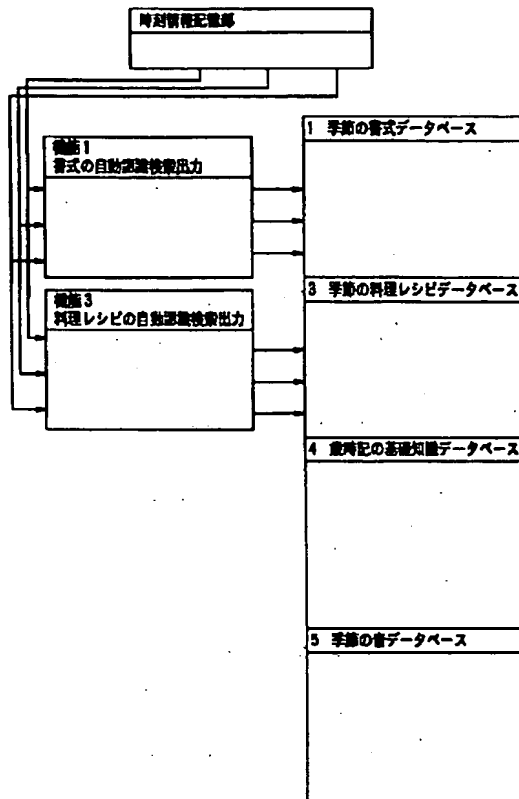 時刻情報記憶部
1 季節の書式データベース
機能1
書式の自動認識検索出力
機能3
料理レシピの自動認識検索出力
3 季節の料理レシピデータベース
4 歳時記の基礎知識データベース
5 季節の音データベース